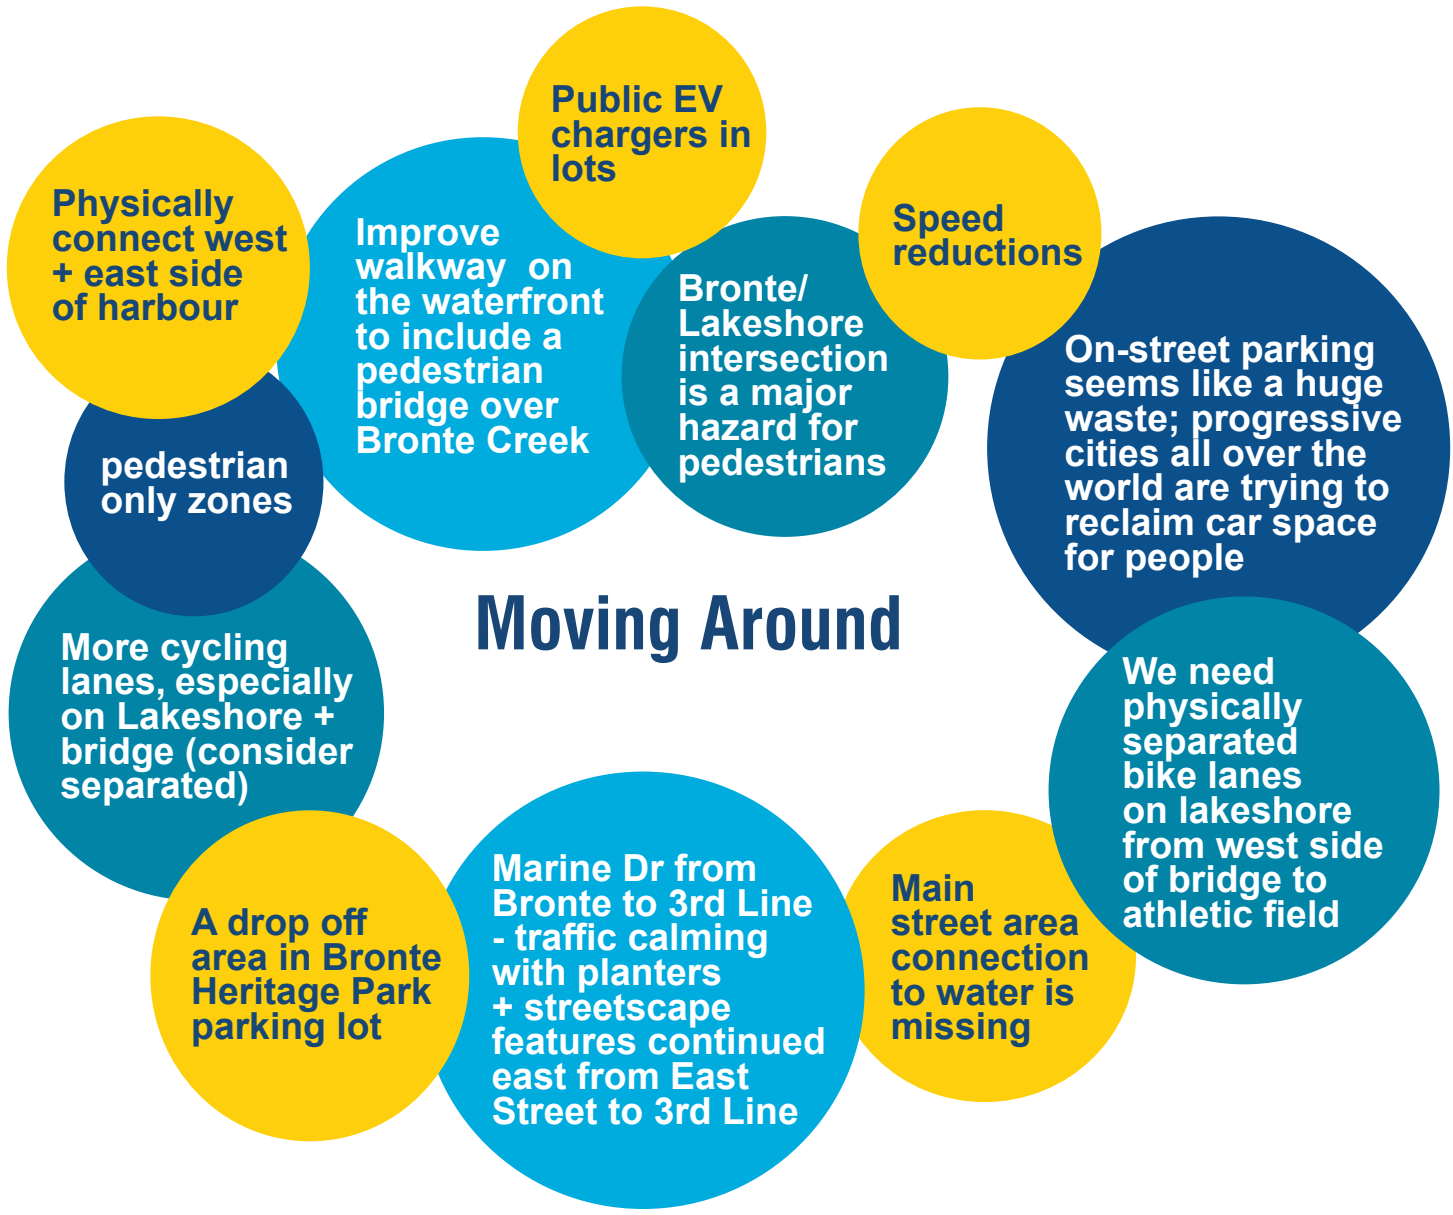 Public EV
chargers in
lots
Physically
connect west
+ east side
of harbour
Improve
walkway on
the waterfront
to include a
pedestrian
bridge over
Bronte Creek
Speed
reductions
Bronte/
Lakeshore
intersection
is a major
hazard for
pedestrians
On-street parking
seems like a huge
waste; progressive
cities all over the
world are trying to
reclaim car space
for people
pedestrian
only zones
Moving Around
More cycling
lanes, especially
on Lakeshore +
bridge (consider
separated)
We need
physically
separated
bike lanes
on lakeshore
from west side
of bridge to
athletic field
A drop off
area in Bronte
Heritage Park
parking lot
Marine Dr from
Bronte to 3rd Line
- traffic calming
with planters
+ streetscape
features continued
east from East
Street to 3rd Line
Main
street area
connection
to water is
missing